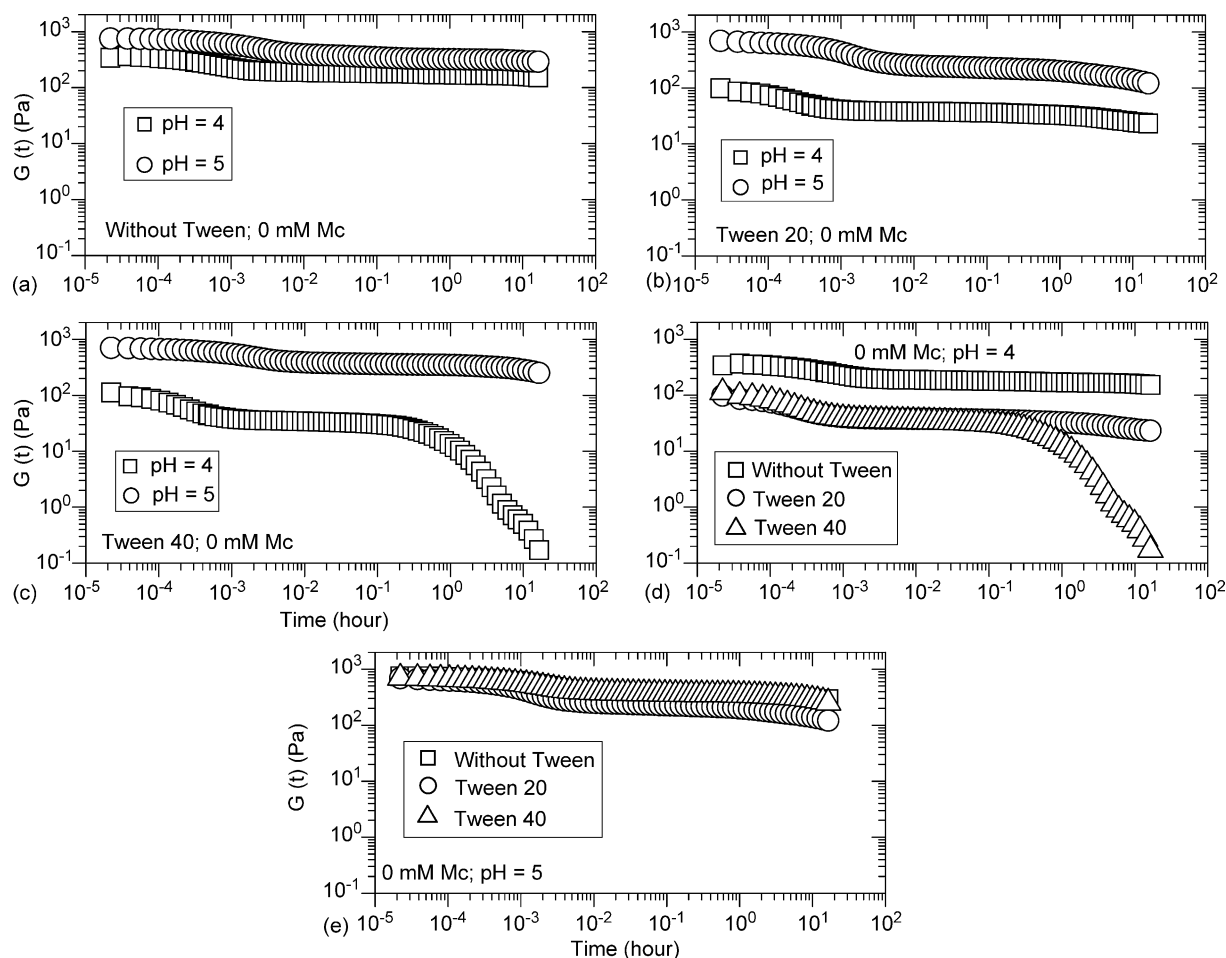 G (t) (Pa)
10³
10²
10¹
10⁰
10⁻¹
pH = 4
pH = 5
Without Tween; 0 mM Mc
(a)
10⁻⁵ 10⁻⁴ 10⁻³ 10⁻² 10⁻¹ 10⁰ 10¹ 10²
10³
10²
10¹
10⁰
10⁻¹
pH = 4
pH = 5
Tween 20; 0 mM Mc
(b)
10⁻⁵ 10⁻⁴ 10⁻³ 10⁻² 10⁻¹ 10⁰ 10¹ 10²
G (t) (Pa)
10³
10²
10¹
10⁰
10⁻¹
pH = 4
pH = 5
Tween 40; 0 mM Mc
(c)
10⁻⁵ 10⁻⁴ 10⁻³ 10⁻² 10⁻¹ 10⁰ 10¹ 10²
Time (hour)
10³
10²
10¹
10⁰
10⁻¹
0 mM Mc; pH = 4
Without Tween
Tween 20
Tween 40
(d)
10⁻⁵ 10⁻⁴ 10⁻³ 10⁻² 10⁻¹ 10⁰ 10¹ 10²
G (t) (Pa)
10³
10²
10¹
10⁰
10⁻¹
Without Tween
Tween 20
Tween 40
0 mM Mc; pH = 5
(e)
10⁻⁵ 10⁻⁴ 10⁻³ 10⁻² 10⁻¹ 10⁰ 10¹ 10²
Time (hour)